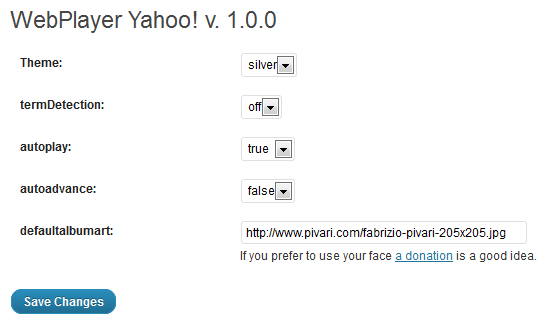 WebPlayer Yahoo! v. 1.0.0
Theme: silver
termDetection: off
autoplay: true
autoadvance: false
defaultalbumart: http://www.pivari.com/fabrizio-pivari-205x205.jpg
If you prefer to use your face a donation is a good idea.
Save Changes